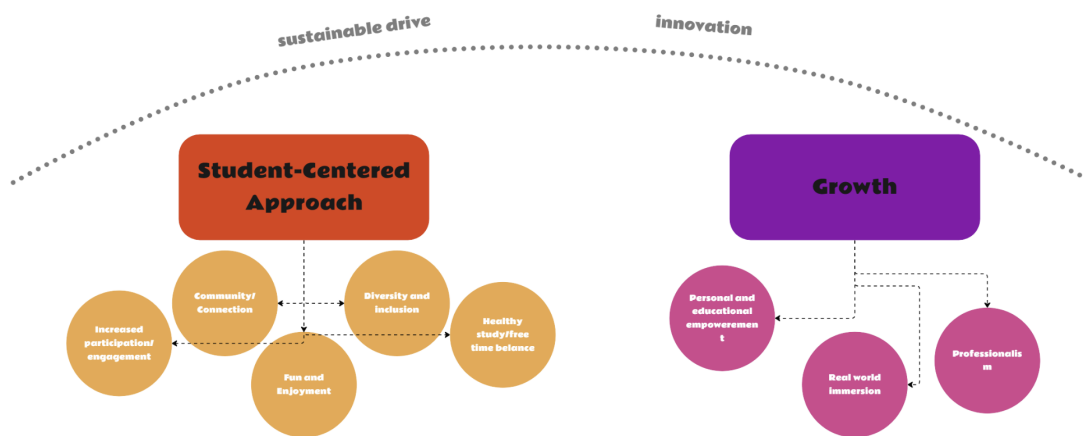 sustainable drive
innovation
Student-Centered
Approach
Growth
Community/
Connection
Diversity and
inclusion
Increased
participation/
engagement
Healthy
study/free
time belance
Fun and
Enjoyment
Personal and
educational
empoweremen
t
Real world
immersion
Professionalis
m